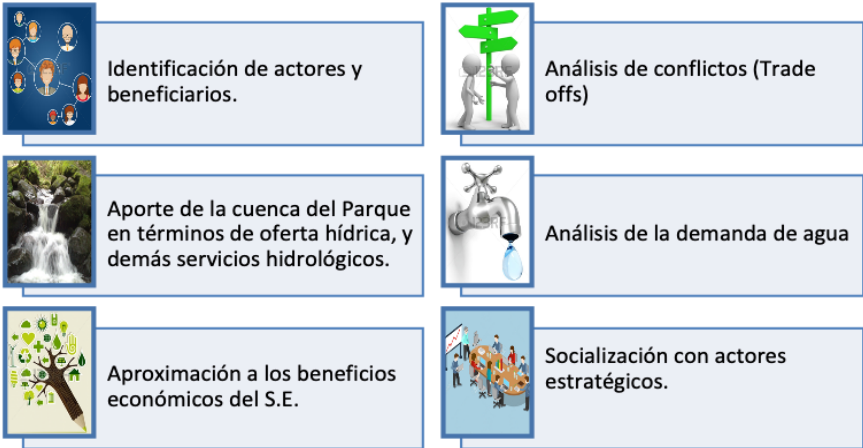 Identificación de actores y
beneficiarios.
Análisis de conflictos (Trade
offs)
Aporte de la cuenca del Parque
en términos de oferta hídrica, y
demás servicios hidrológicos.
Análisis de la demanda de agua
Aproximación a los beneficios
económicos del S.E.
Socialización con actores
estratégicos.